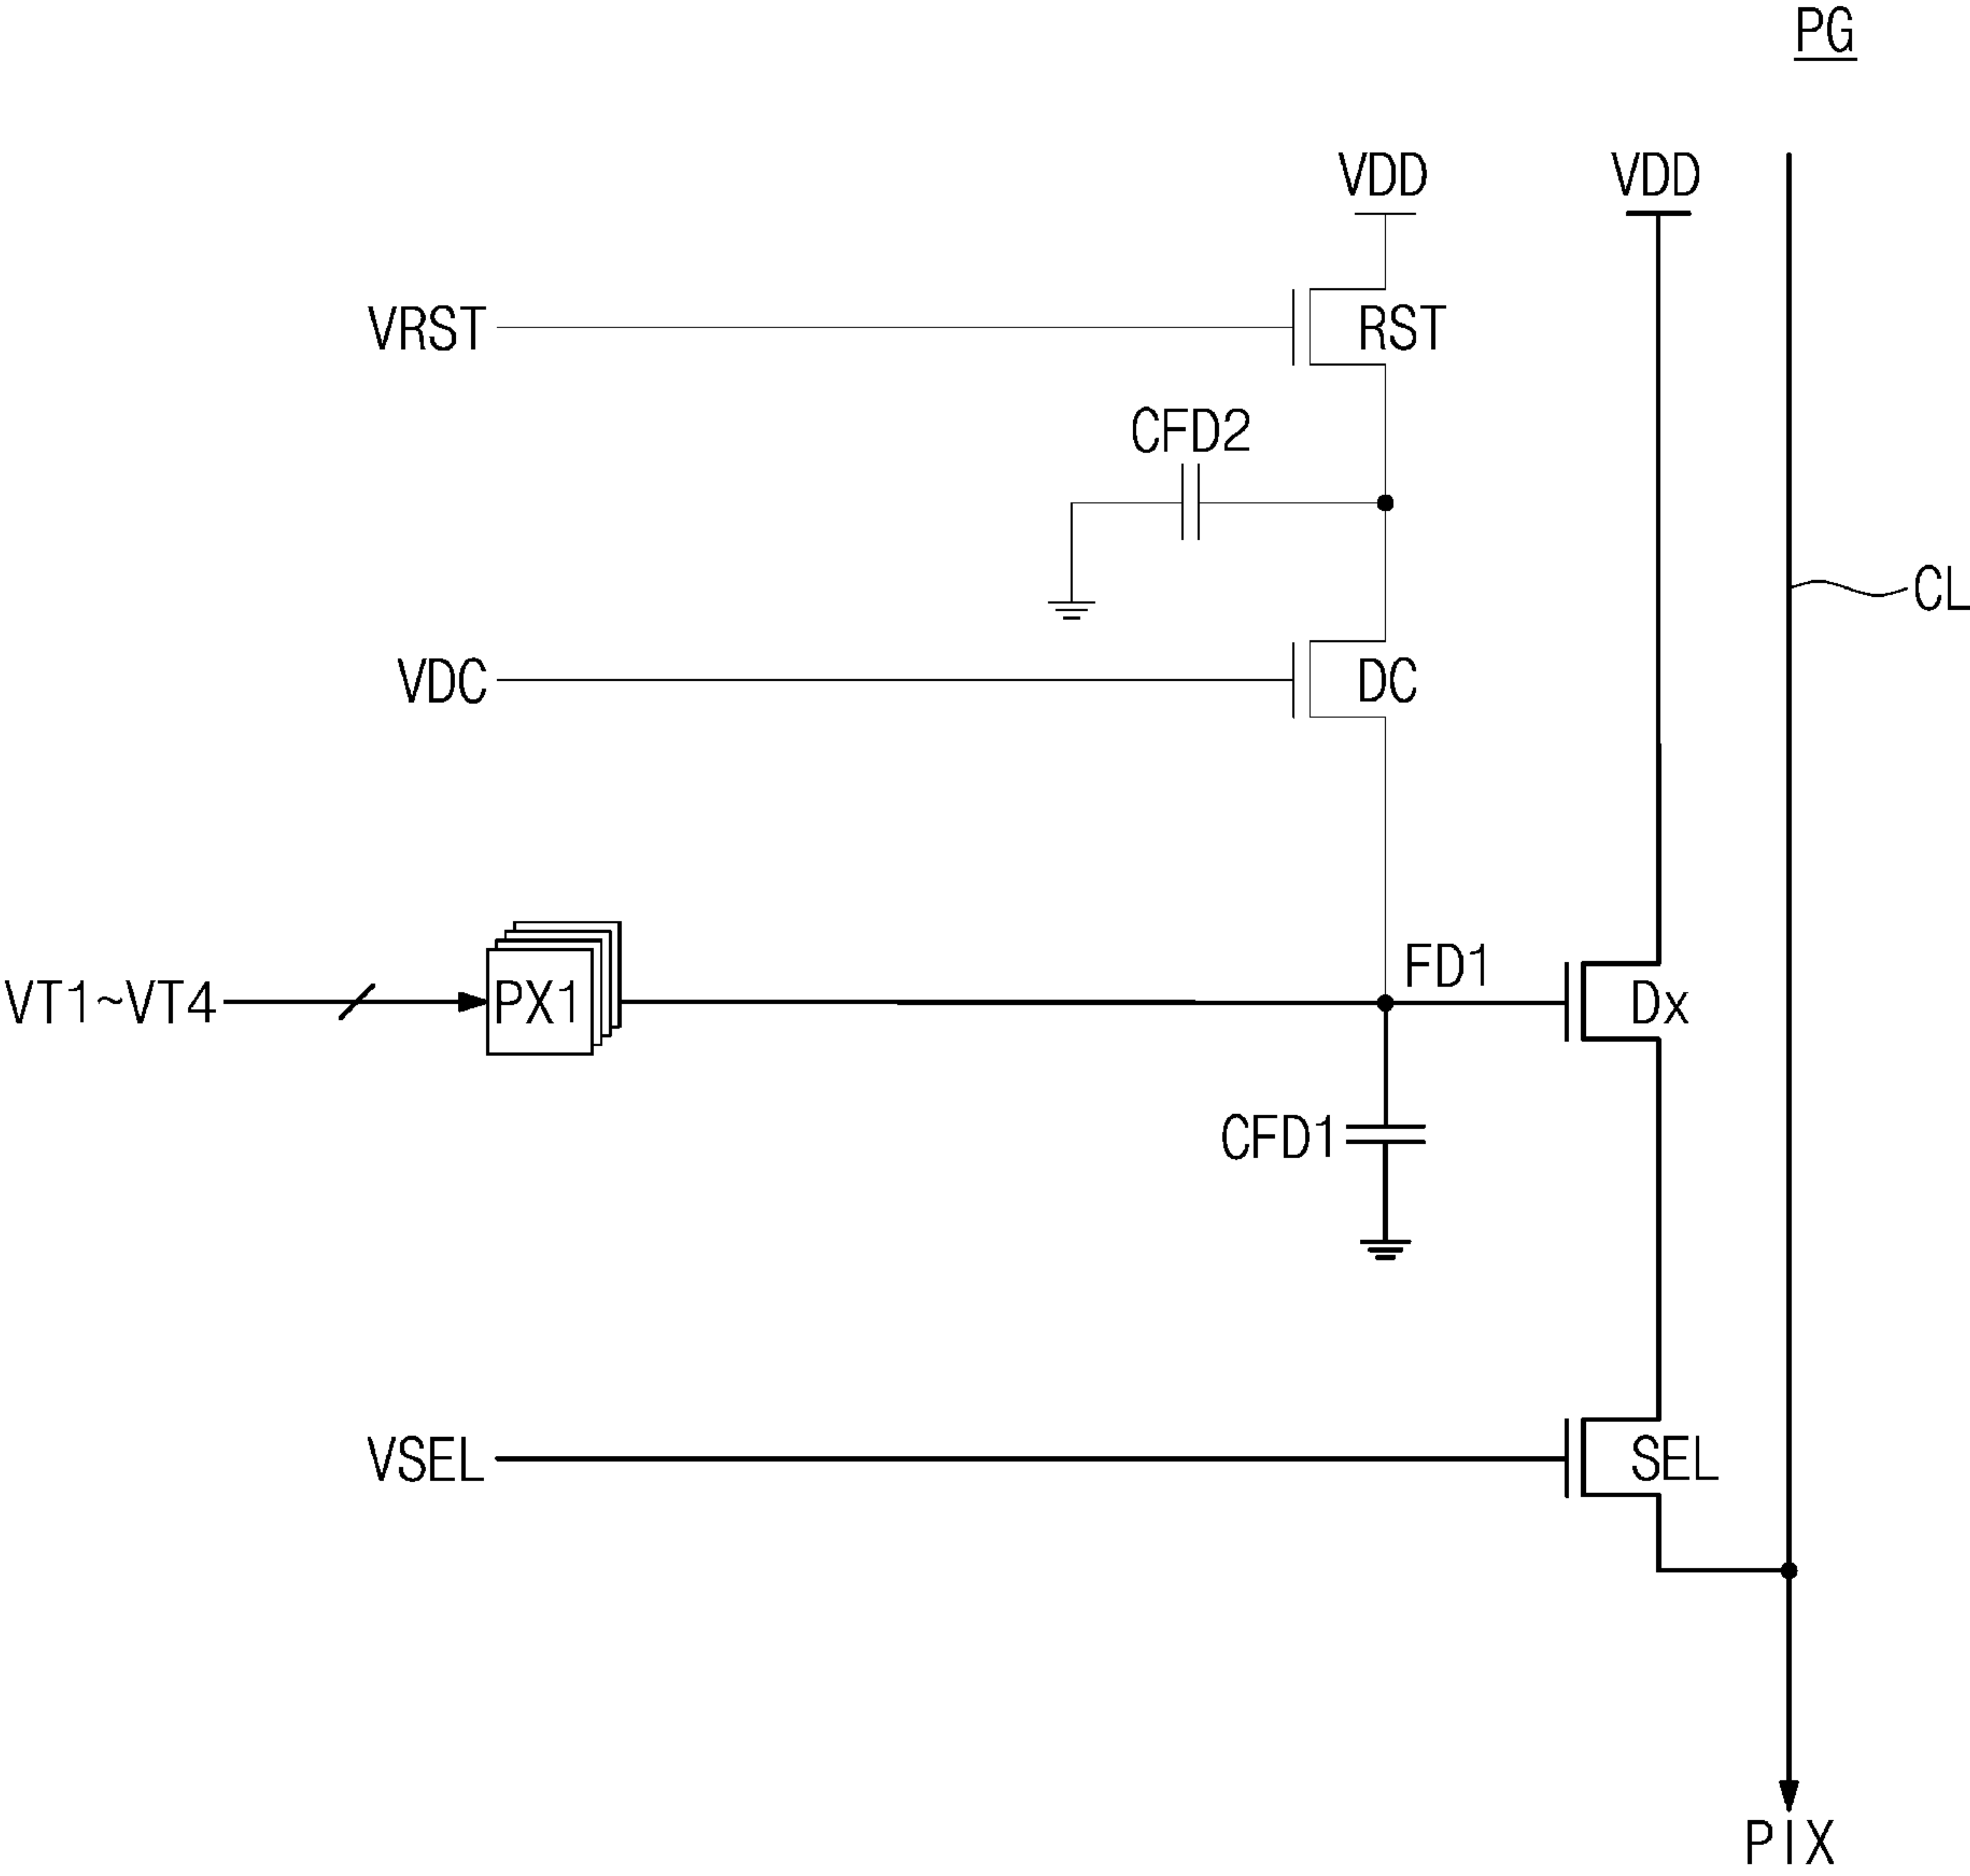 PG
VDD
VDD
VRST
RST
CFD2
CL
VDC
DC
FD1
VT1~VT4
PX1
Dx
CFD1
VSEL
SEL
PIX